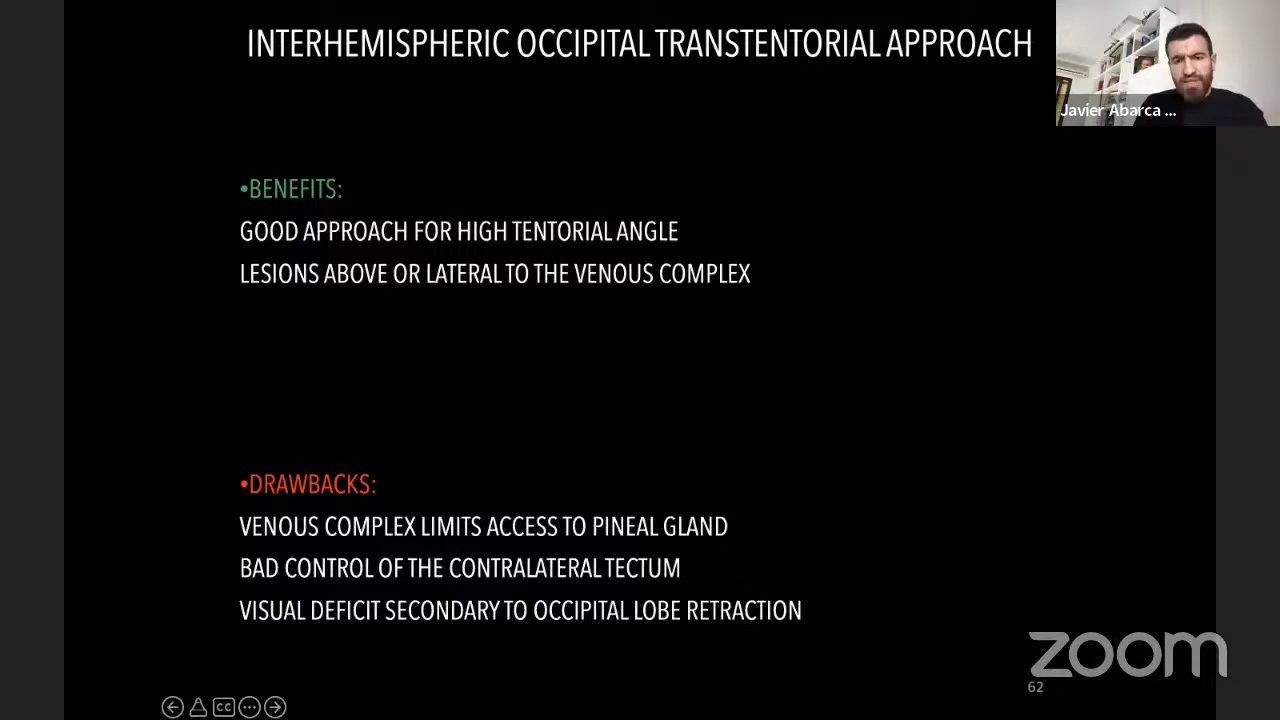 INTERHEMISPHERIC OCCIPITAL TRANSTENTORIAL APPROACH
Javier Abarca ...
•BENEFITS:
GOOD APPROACH FOR HIGH TENTORIAL ANGLE
LESIONS ABOVE OR LATERAL TO THE VENOUS COMPLEX
•DRAWBACKS:
VENOUS COMPLEX LIMITS ACCESS TO PINEAL GLAND
BAD CONTROL OF THE CONTRALATERAL TECTUM
VISUAL DEFICIT SECONDARY TO OCCIPITAL LOBE RETRACTION
zoom
62
CC